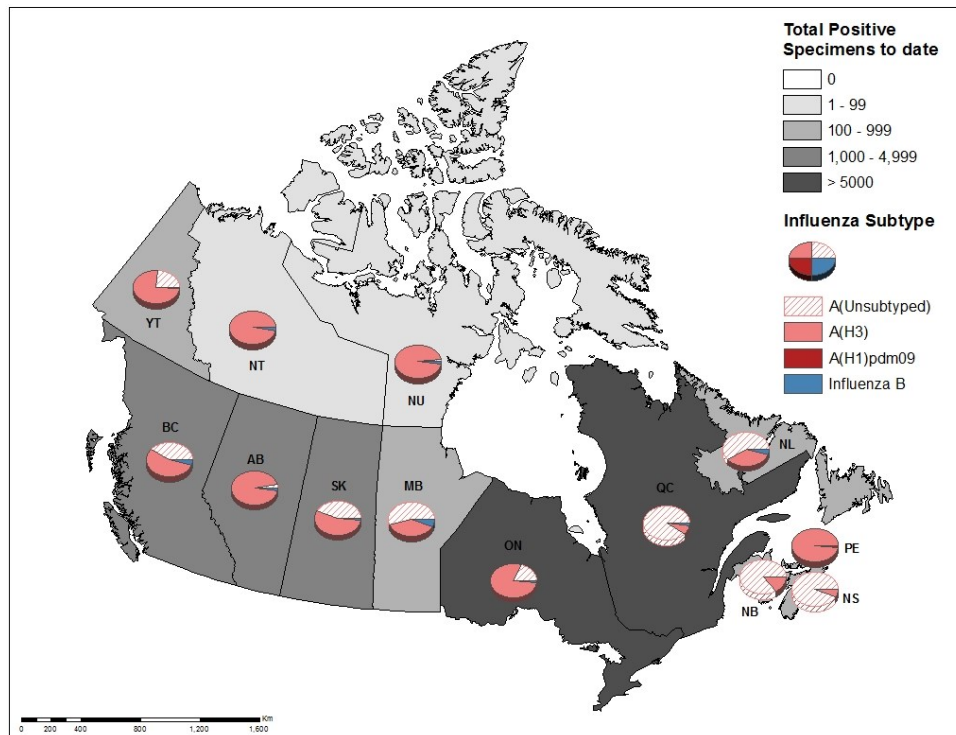 Total Positive
Specimens to date
0
1 - 99
100 - 999
1,000 - 4,999
> 5000
Influenza Subtype
A(Unsubtyped)
A(H3)
A(H1)pdm09
Influenza B
YT
NT
NU
BC
AB
SK
MB
ON
QC
NL
PE
NB
NS
Km
0 200 400 800 1,200 1,600